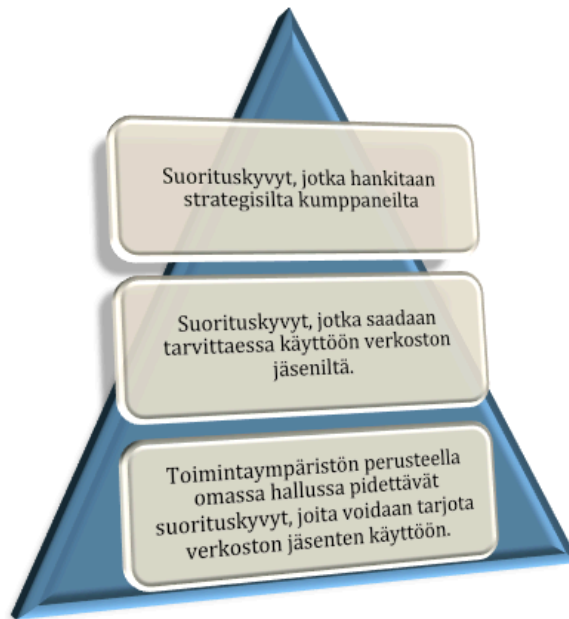 Suorituskyvyt, jotka hankitaan
strategisilta kumppaneilta
Suorituskyvyt, jotka saadaan
tarvittaessa käyttöön verkoston
jäseniltä.
Toimintaympäristön perusteella
omassa hallussa pidettävät
suorituskyvyt, joita voidaan tarjota
verkoston jäsenten käyttöön.